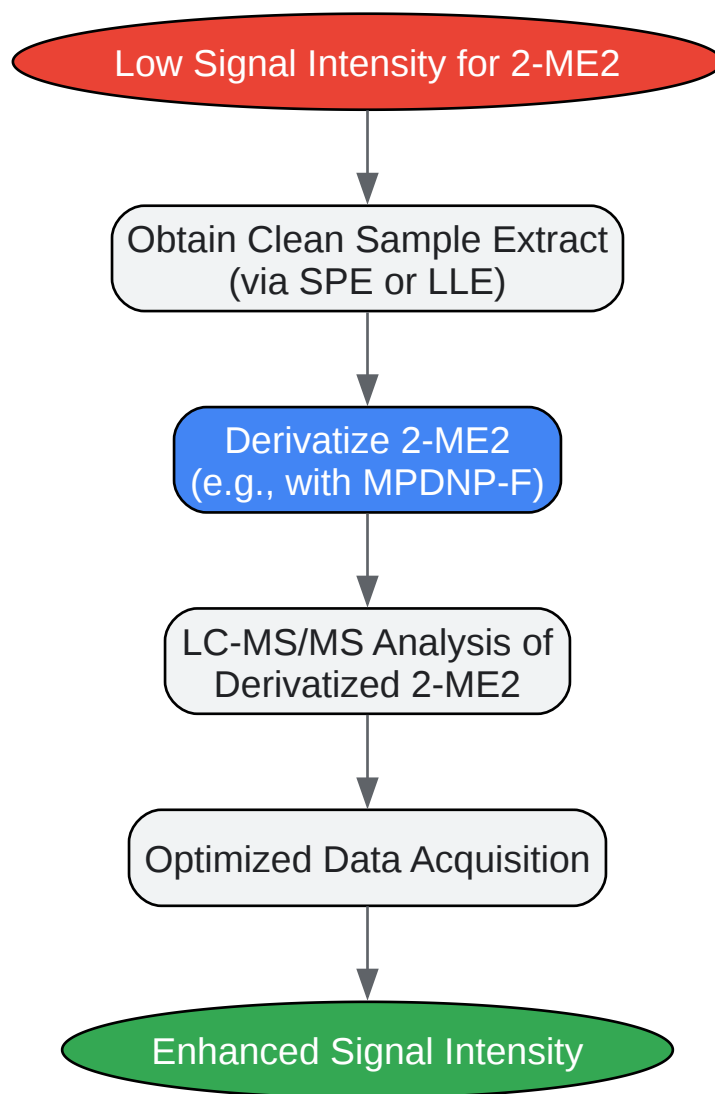 Low Signal Intensity for 2-ME2
Obtain Clean Sample Extract
(via SPE or LLE)
Derivatize 2-ME2
(e.g., with MPDNP-F)
LC-MS/MS Analysis of
Derivatized 2-ME2
Optimized Data Acquisition
Enhanced Signal Intensity